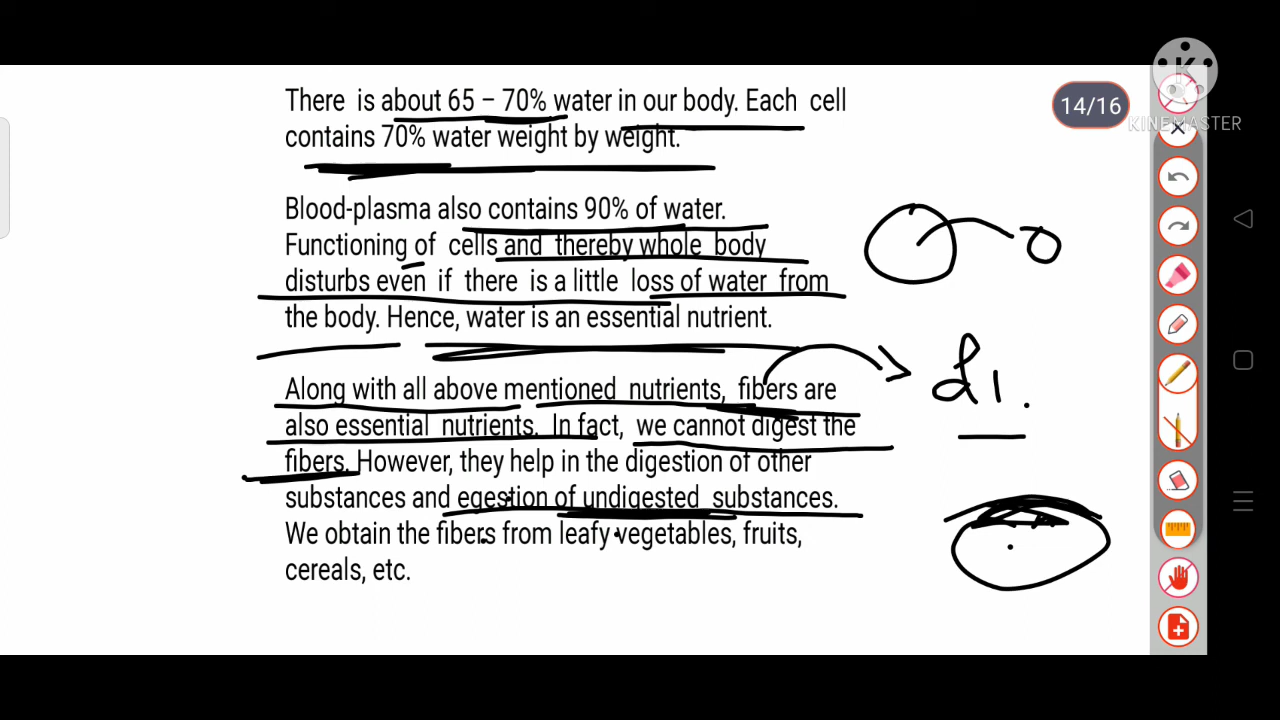 There is about 65 – 70% water in our body. Each cell
contains 70% water weight by weight.
Blood-plasma also contains 90% of water.
Functioning of cells and thereby whole body
disturbs even if there is a little loss of water from
the body. Hence, water is an essential nutrient.
Along with all above mentioned nutrients, fibers are
also essential nutrients. In fact, we cannot digest the
fibers. However, they help in the digestion of other
substances and egestion of undigested substances.
We obtain the fibers from leafy vegetables, fruits,
cereals, etc.
14/16
K
KINEMASTER